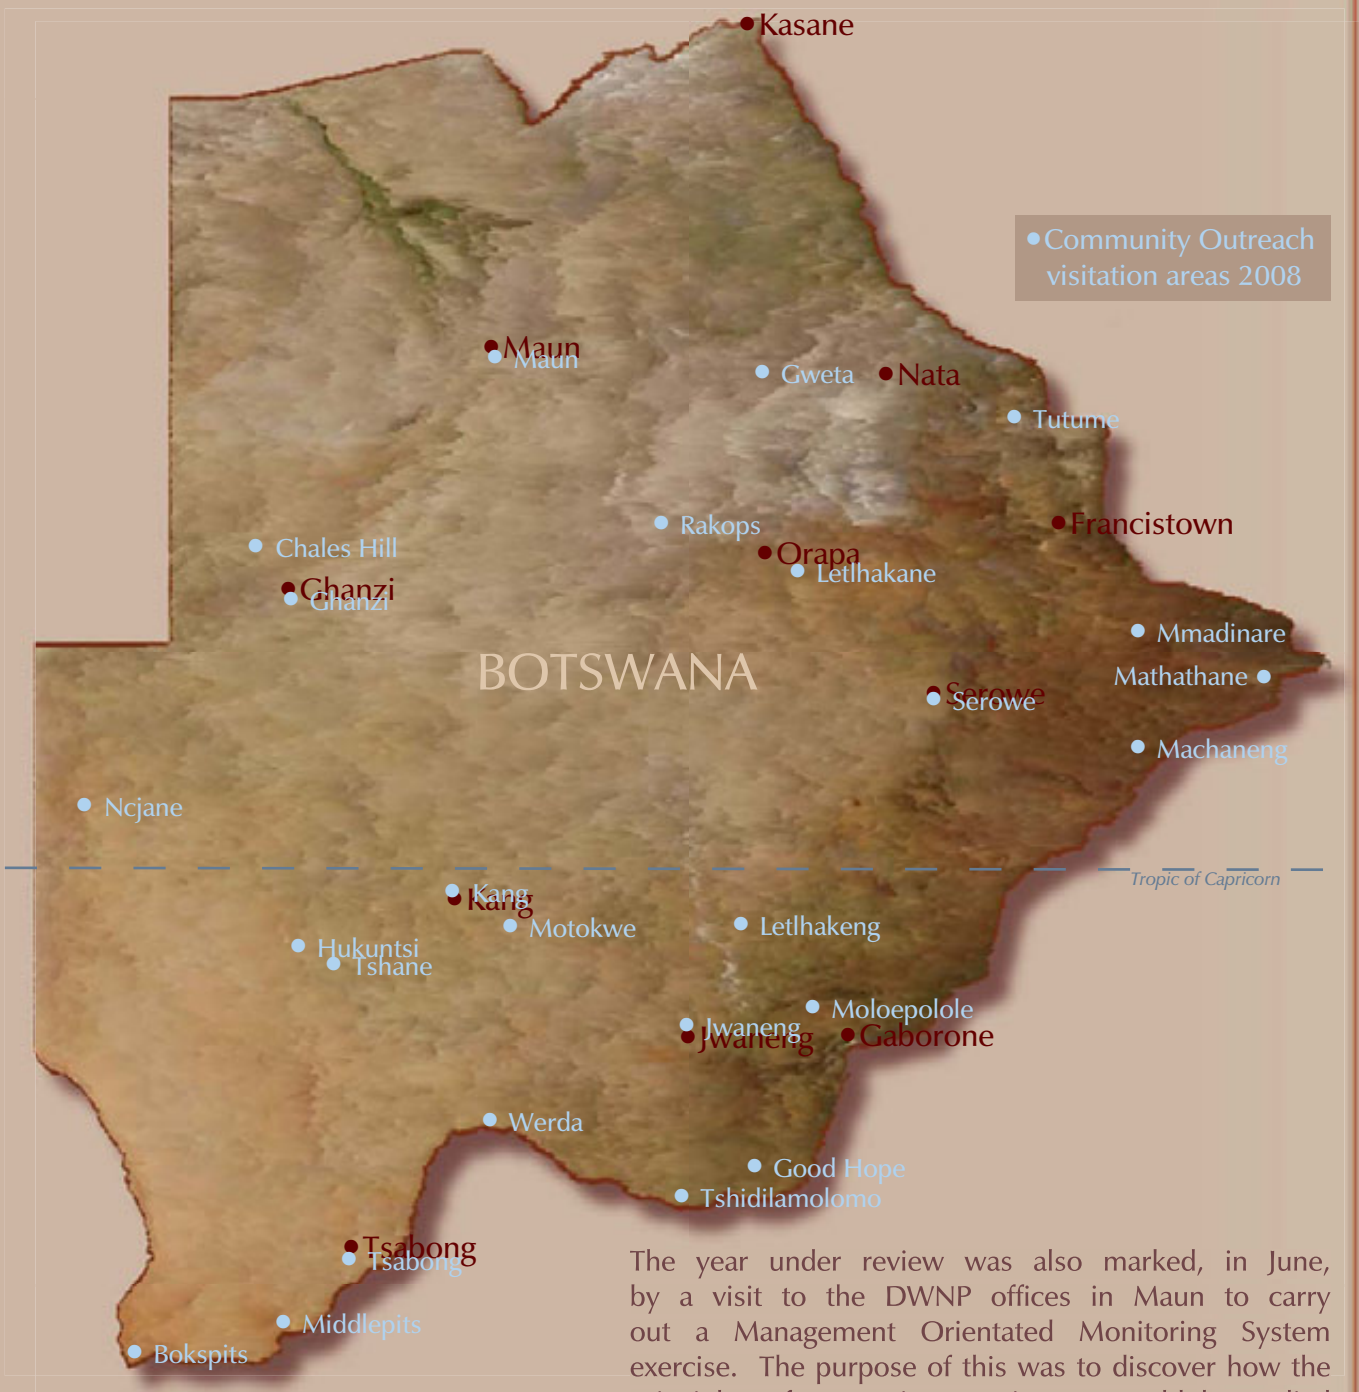 Kasane
Community Outreach
visitation areas 2008
Maun
Maun
Gweta
Nata
Tutume
Rakops
Francistown
Chales Hill
Orapa
Letlhakane
Ghanzi
Ghanzi
Mmadinare
BOTSWANA
Mathathane
Serowe
Serowe
Machaneng
Ncjane
Tropic of Capricorn
Kang
Kang
Motokwe
Letlhakeng
Hukuntsi
Tshane
Moloepolole
Jwaneng
Jwaneng
Gaborone
Werda
Good Hope
Tshidilamolomo
Tsabong
Tsabong
Middlepits
Bokspits
The year under review was also marked, in June,
by a visit to the DWNP offices in Maun to carry
out a Management Orientated Monitoring System
exercise. The purpose of this was to discover how the